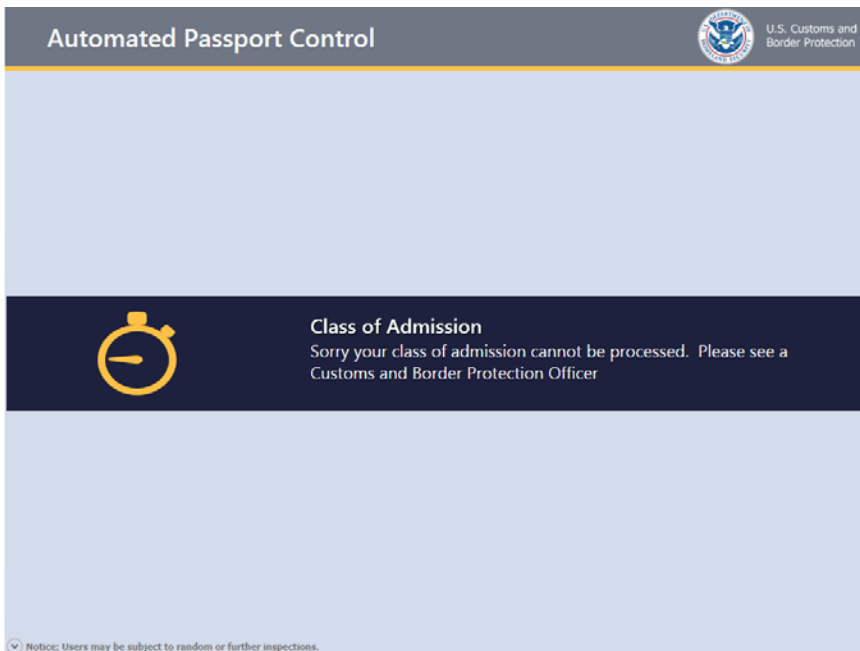 Automated Passport Control
U.S. Customs and
Border Protection
Class of Admission
Sorry your class of admission cannot be processed.  Please see a
Customs and Border Protection Officer
Notice: Users may be subject to random or further inspections.